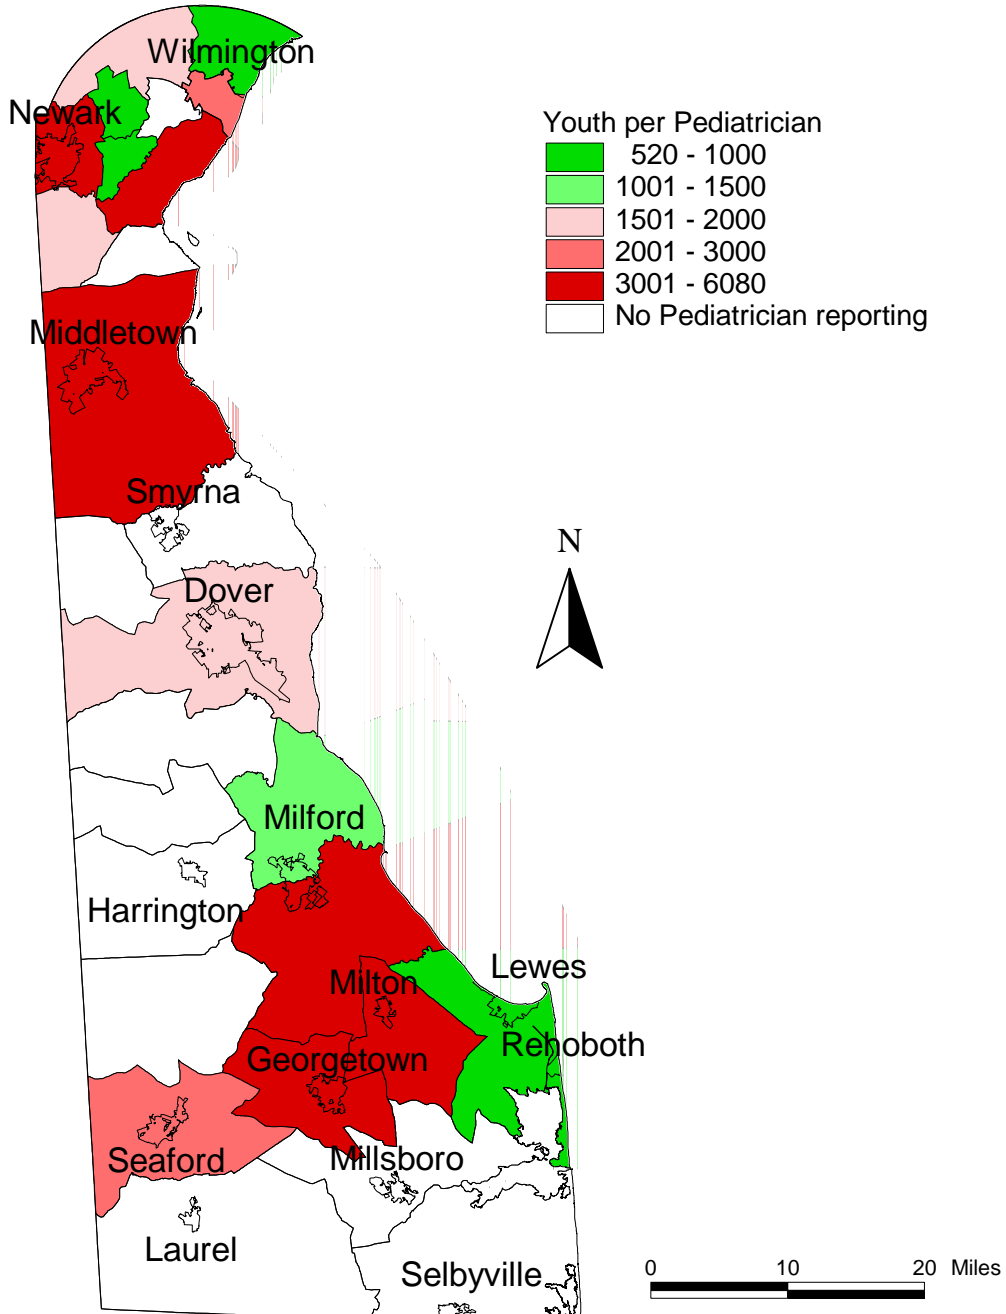 Wilmington
Newark
Youth per Pediatrician
520 - 1000
1001 - 1500
1501 - 2000
2001 - 3000
3001 - 6080
No Pediatrician reporting
Middletown
Smyrna
N
Dover
Milford
Harrington
Lewes
Milton
Rehoboth
Georgetown
Seaford
Millsboro
Laurel
Selbyville
0 10 20 Miles